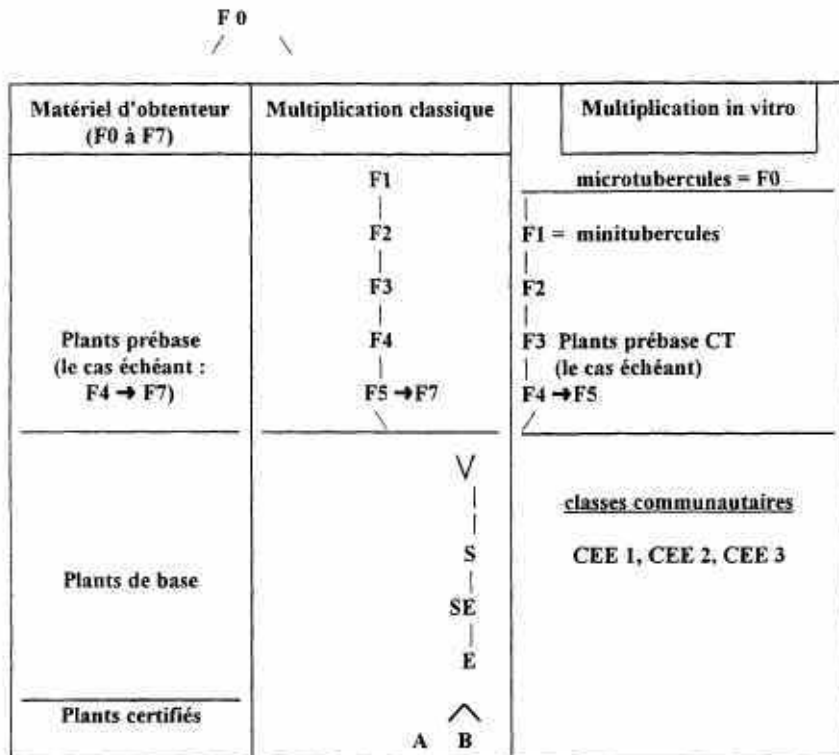 F 0
Matériel d'obtenteur
(F0 à F7)
Multiplication classique
Multiplication in vitro
F1
microtubercules = F0
F2
F1 = minitubercules
F3
F2
Plants prébase
(le cas échéant :
F4 → F7)
F4
F5 → F7
F3 Plants prébase CT
(le cas échéant)
F4 → F5
Plants de base
S
SE
E
classes communautaires
CEE 1, CEE 2, CEE 3
Plants certifiés
A B